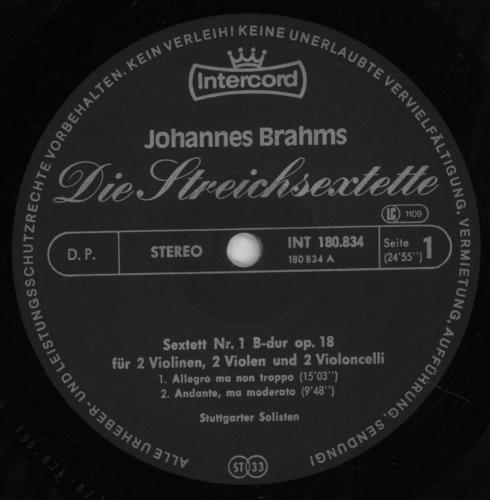 ALLE URHEBER- UND LEISTUNGSSCHUTZRECHTE VORBEHALTEN. KEIN VERLEIH! KEINE UNERLAUBTE VERVIELFÄLTIGUNG, VERMIETUNG, AUFFÜHRUNG, SENDUNG!
Intercord
Johannes Brahms
Die Streichsextette
LC 1109
D. P. STEREO INT 180.834 Seite 1
180 834 A (24'55")
Sextett Nr. 1 B-dur op. 18
für 2 Violinen, 2 Violen und 2 Violoncelli
1. Allegro ma non troppo (15'03")
2. Andante, ma moderato (9'48")
Stuttgarter Solisten
ST 33